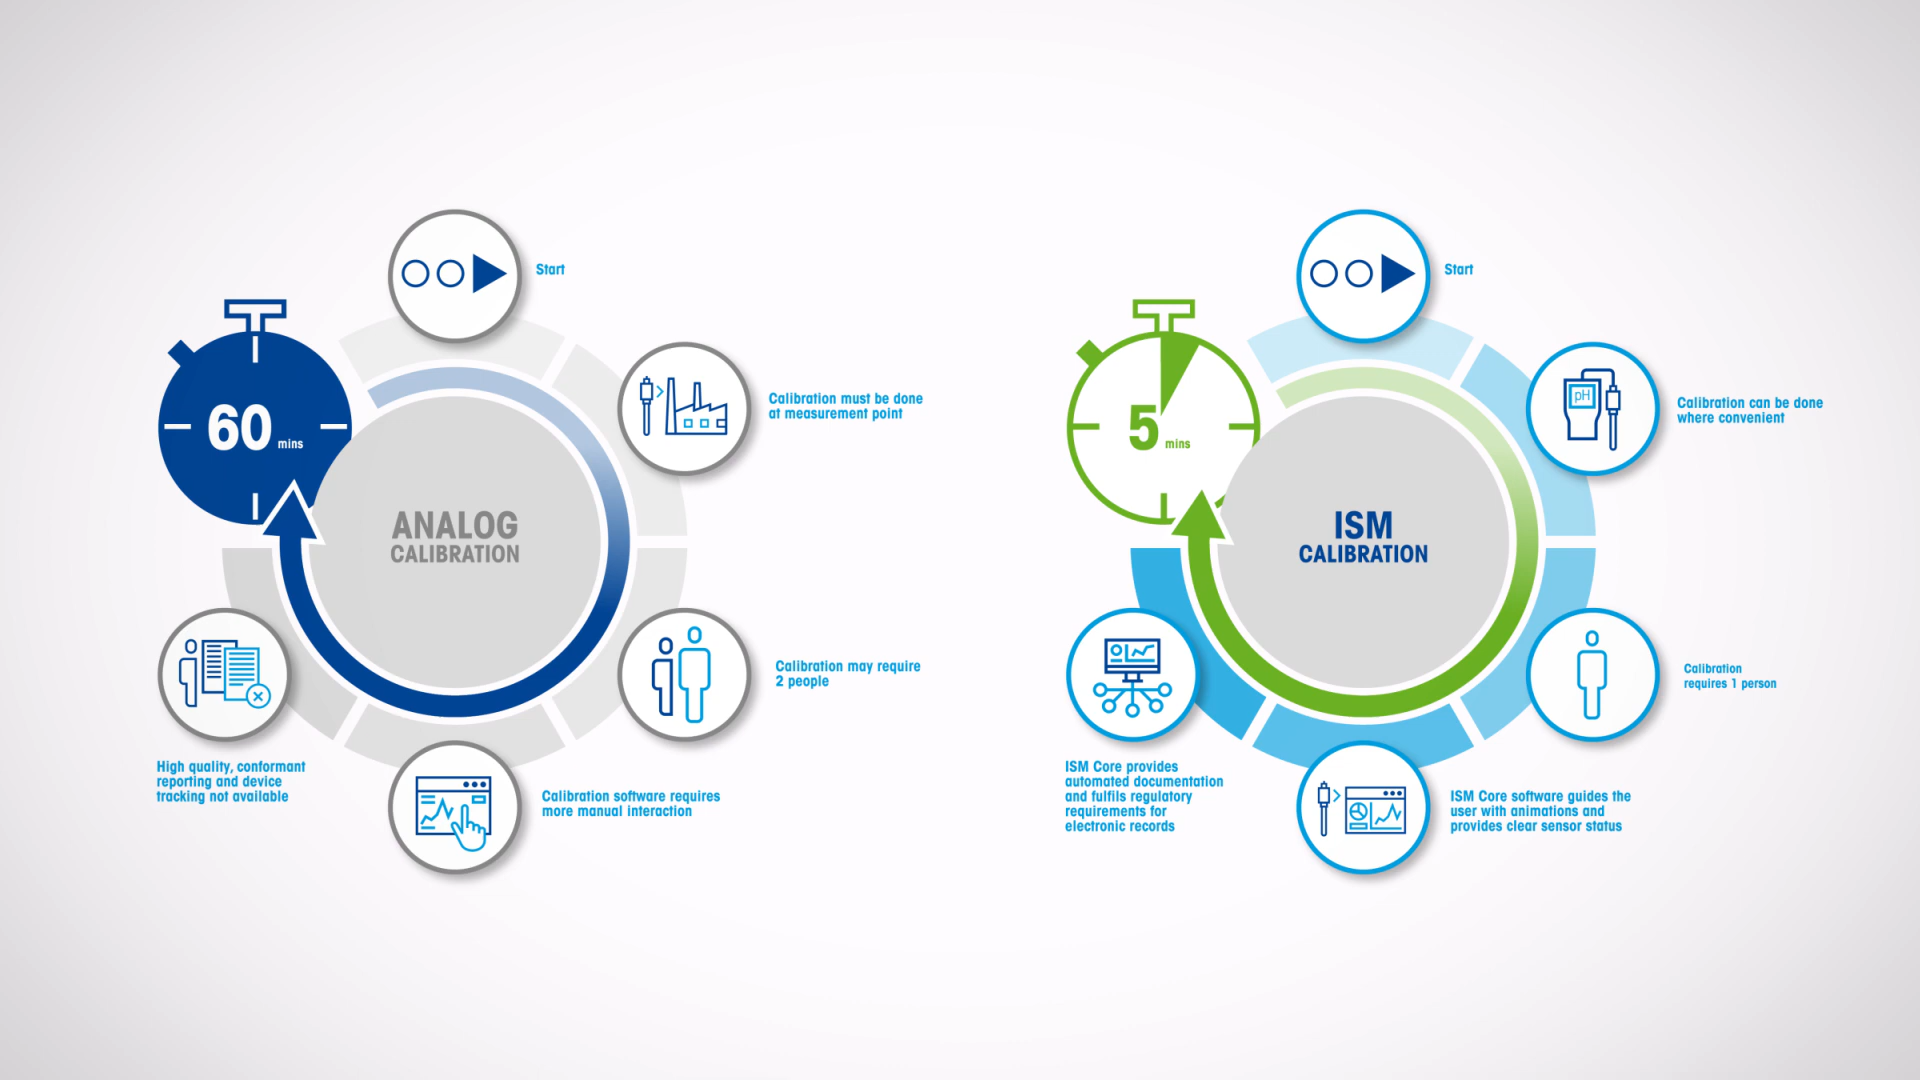 Start
Calibration must be done
at measurement point
60 mins
ANALOG
CALIBRATION
Calibration may require
2 people
High quality, conformant
reporting and device
tracking not available
Calibration software requires
more manual interaction
Start
pH
Calibration can be done
where convenient
5 mins
ISM
CALIBRATION
Calibration
requires 1 person
ISM Core provides
automated documentation
and fulfils regulatory
requirements for
electronic records
ISM Core software guides the
user with animations and
provides clear sensor status